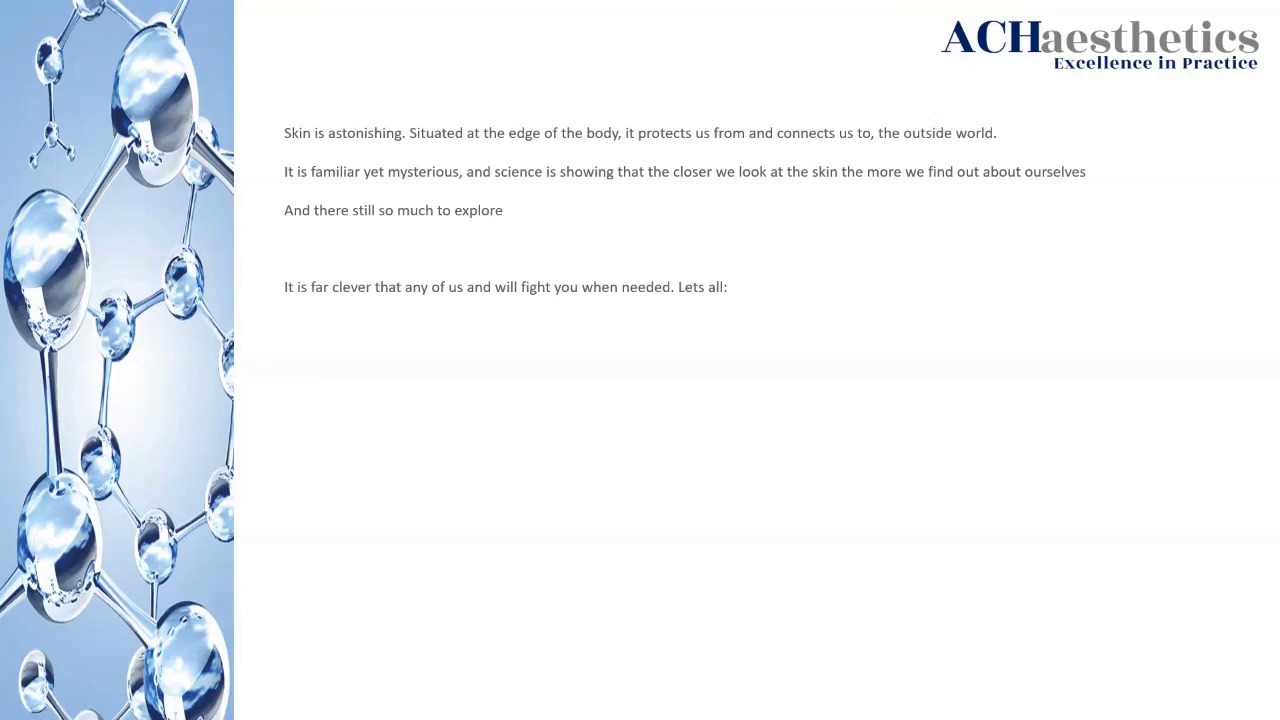 ACHaesthetics
Excellence in Practice
Skin is astonishing. Situated at the edge of the body, it protects us from and connects us to, the outside world.
It is familiar yet mysterious, and science is showing that the closer we look at the skin the more we find out about ourselves
And there still so much to explore
It is far clever that any of us and will fight you when needed. Lets all: